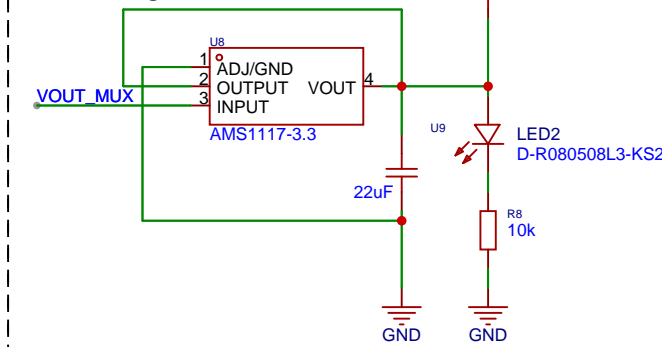 U8
1
ADJ/GND
2
OUTPUT
VOUT
4
3
INPUT
VOUT_MUX
AMS1117-3.3
U9
LED2
D-R080508L3-KS2
22uF
R8
10k
GND
GND